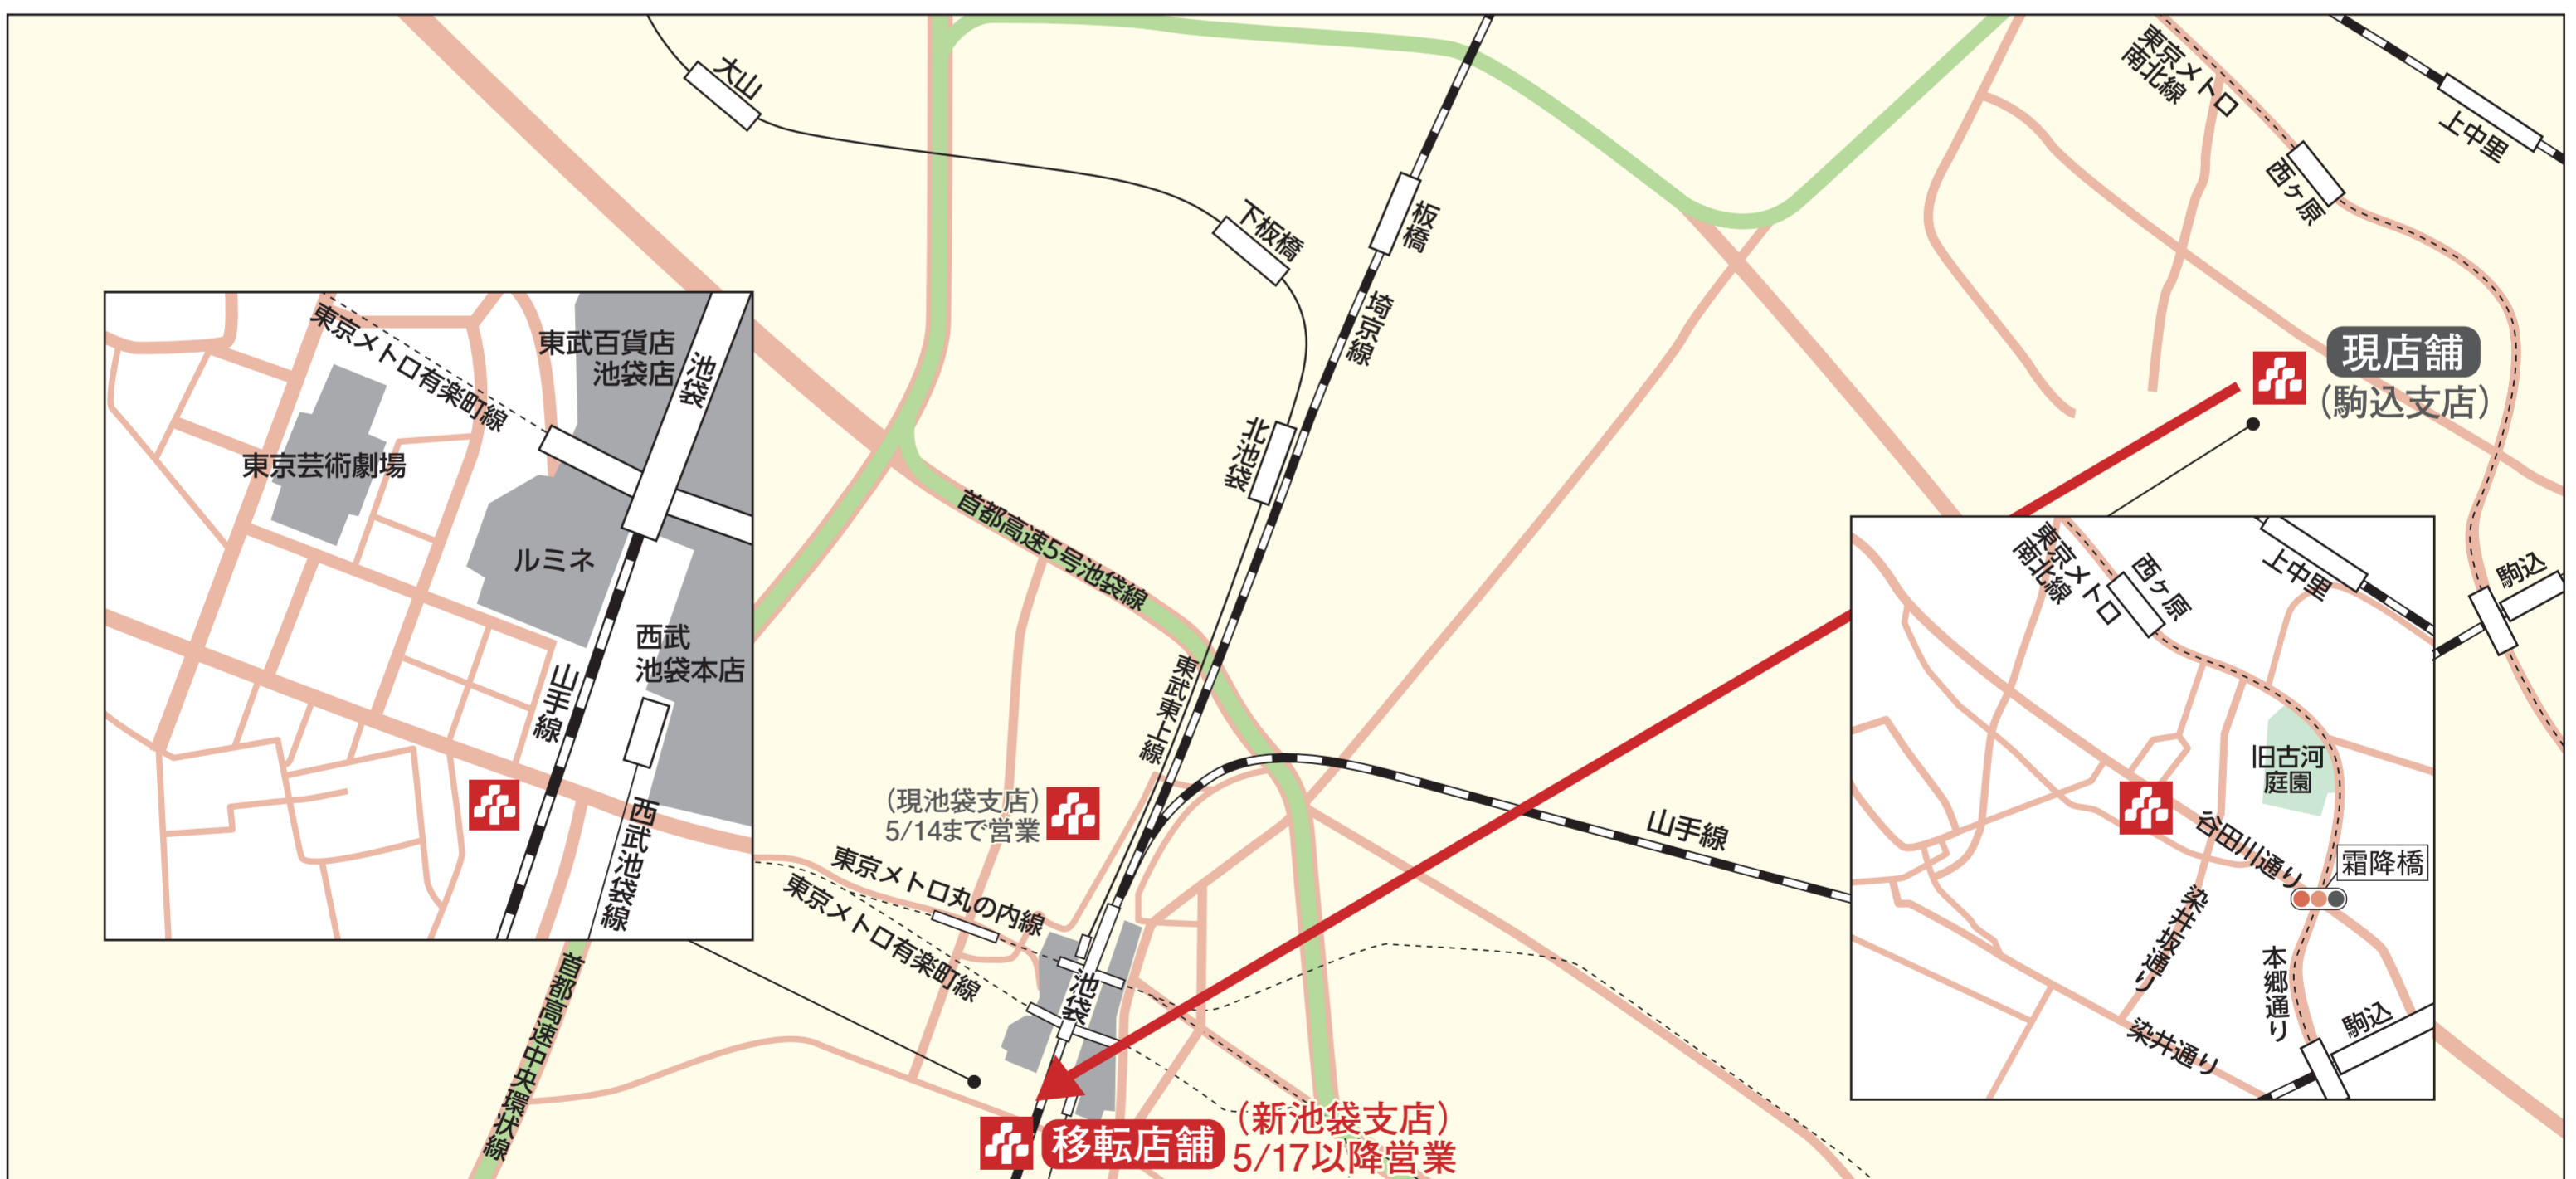 大山
下板橋
板橋
埼京線
北池袋
首都高速5号池袋線
東武東上線
東京メトロ
南北線
上中里
西ヶ原
現店舗
（駒込支店）
駒込
東京メトロ有楽町線
東武百貨店
池袋店
池袋
東京芸術劇場
ルミネ
西武
池袋本店
山手線
西武池袋線
（現池袋支店）
5/14まで営業
東京メトロ丸の内線
東京メトロ有楽町線
池袋
山手線
首都高速中央環状線
移転店舗
（新池袋支店）
5/17以降営業
東京メトロ
南北線
西ヶ原
上中里
旧古河
庭園
谷田川通り
霜降橋
染井坂通り
本郷通り
染井通り
駒込